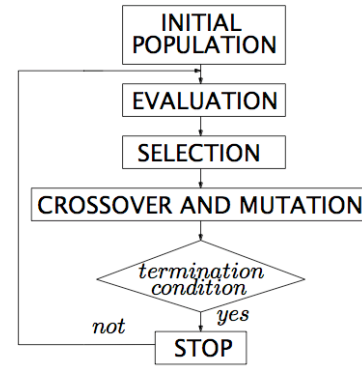 INITIAL
POPULATION
EVALUATION
SELECTION
CROSSOVER AND MUTATION
termination
condition
not
yes
STOP